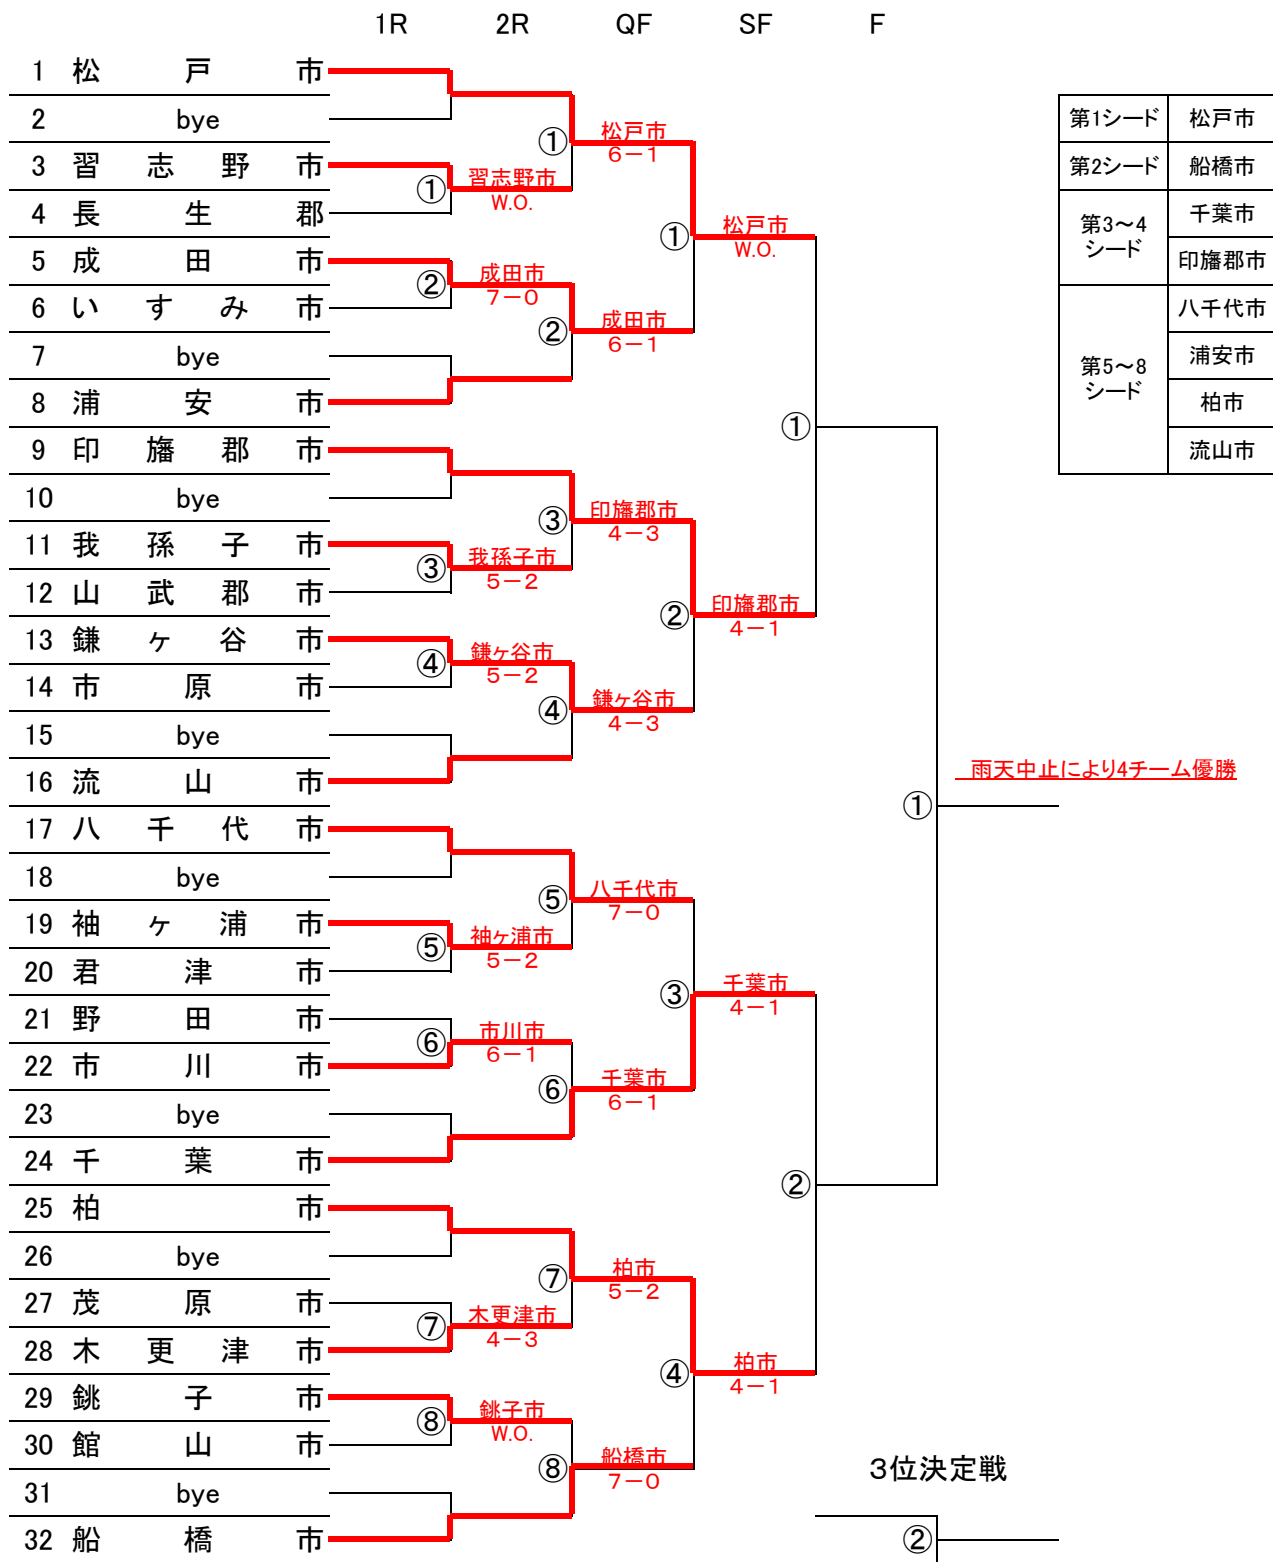 1R 2R QF SF F
1 松戸市
2 bye
3 習志野市
4 長生郡
5 成田市
6 いすみ市
7 bye
8 浦安市
9 印旛郡市
10 bye
11 我孫子市
12 山武郡市
13 鎌ヶ谷市
14 市原市
15 bye
16 流山市
17 八千代市
18 bye
19 袖ヶ浦市
20 君津市
21 野田市
22 市川市
23 bye
24 千葉市
25 柏市
26 bye
27 茂原市
28 木更津市
29 銚子市
30 館山市
31 bye
32 船橋市
①
習志野市
W.O.
②
成田市
7－0
③
我孫子市
5－2
④
鎌ヶ谷市
5－2
⑤
袖ヶ浦市
5－2
⑥
市川市
6－1
⑦
木更津市
4－3
⑧
銚子市
W.O.
①
松戸市
6－1
②
成田市
6－1
③
印旛郡市
4－3
④
鎌ヶ谷市
4－3
⑤
八千代市
7－0
⑥
千葉市
6－1
⑦
柏市
5－2
⑧
船橋市
7－0
①
松戸市
W.O.
②
印旛郡市
4－1
③
千葉市
4－1
④
柏市
4－1
①
②
①
雨天中止により4チーム優勝
3位決定戦
②
第1シード 松戸市
第2シード 船橋市
第3～4
シード
千葉市
印旛郡市
第5～8
シード
八千代市
浦安市
柏市
流山市